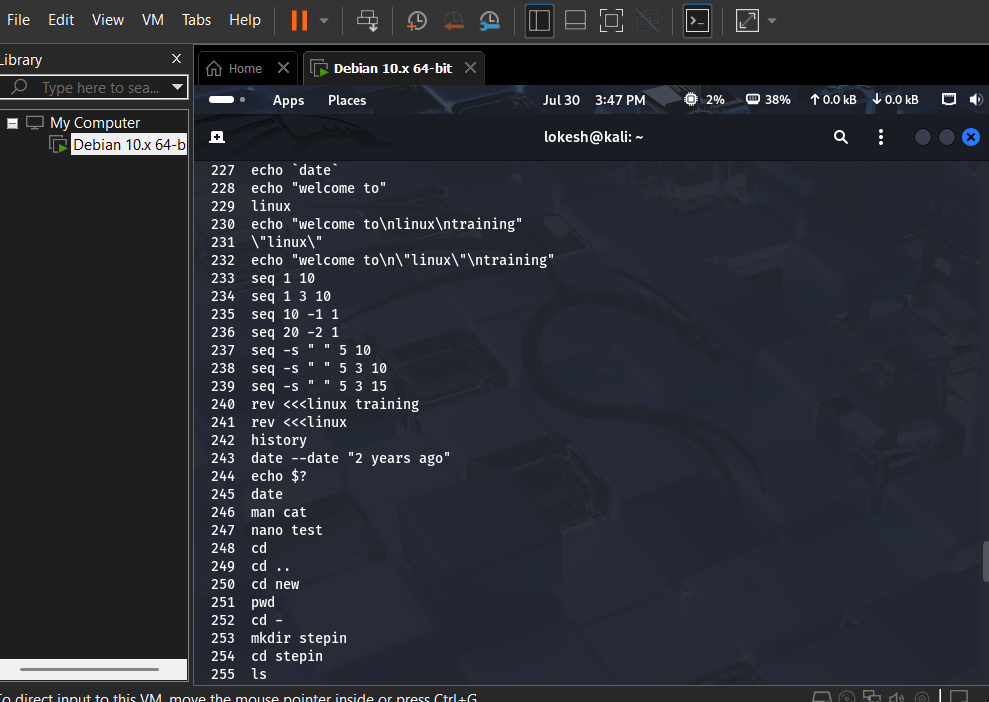 File Edit View VM Tabs Help
Library
Type here to sea...
My Computer
Debian 10.x 64-b
Home
Debian 10.x 64-bit
Apps Places Jul 30 3:47 PM 2% 38% 0.0 kB 0.0 kB
lokesh@kali: ~
227 echo `date`
228 echo "welcome to"
229 linux
230 echo "welcome to\nlinux\ntraining"
231 \"linux\"
232 echo "welcome to\n\"linux\"\ntraining"
233 seq 1 10
234 seq 1 3 10
235 seq 10 -1 1
236 seq 20 -2 1
237 seq -s " " 5 10
238 seq -s " " 5 3 10
239 seq -s " " 5 3 15
240 rev <<<linux training
241 rev <<<linux
242 history
243 date --date "2 years ago"
244 echo $?
245 date
246 man cat
247 nano test
248 cd
249 cd ..
250 cd new
251 pwd
252 cd -
253 mkdir stepin
254 cd stepin
255 ls
To direct input to this VM, move the mouse pointer inside or press Ctrl+G.